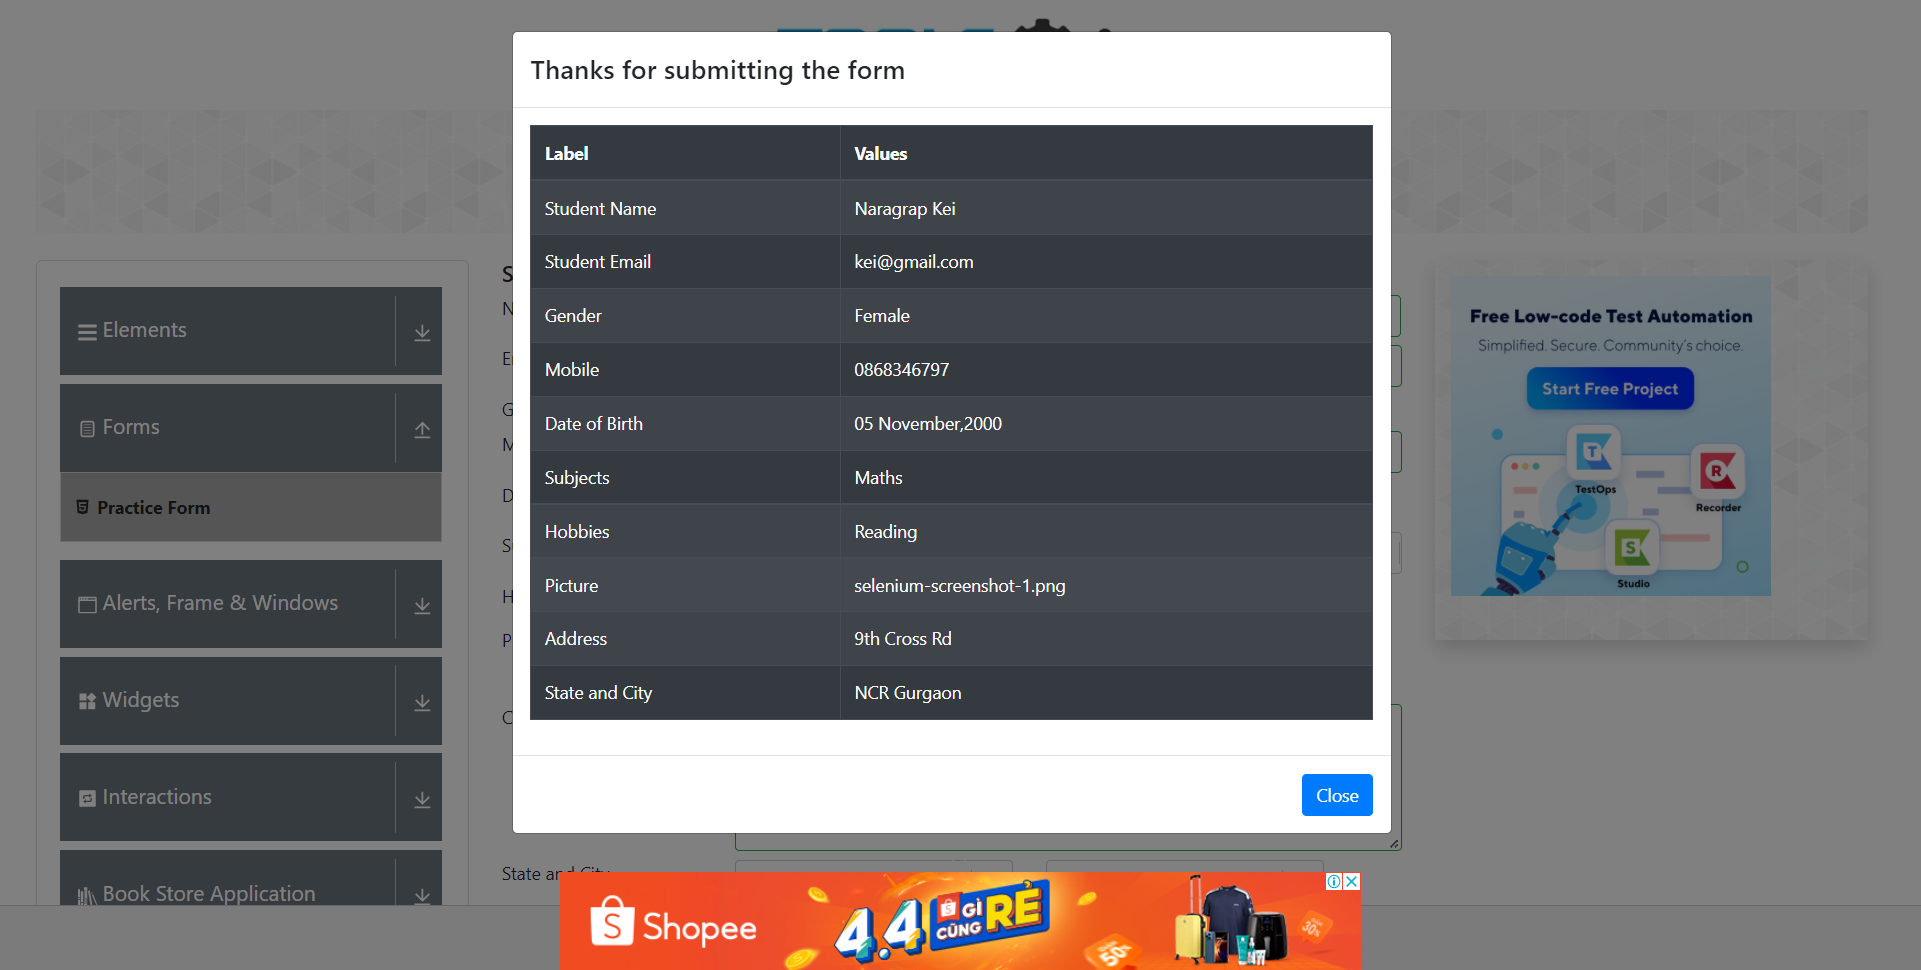 Thanks for submitting the form
Label Values
Student Name Naragrap Kei
Student Email kei@gmail.com
Gender Female
Mobile 0868346797
Date of Birth 05 November,2000
Subjects Maths
Hobbies Reading
Picture selenium-screenshot-1.png
Address 9th Cross Rd
State and City NCR Gurgaon
Close
Elements
Forms
Practice Form
Alerts, Frame & Windows
Widgets
Interactions
Book Store Application
State and City
Free Low-code Test Automation
Simplified. Secure. Community's choice.
Start Free Project
TestOps
Recorder
Studio
Shopee
4.4 GÌ CŨNG RẺ
50%
30%